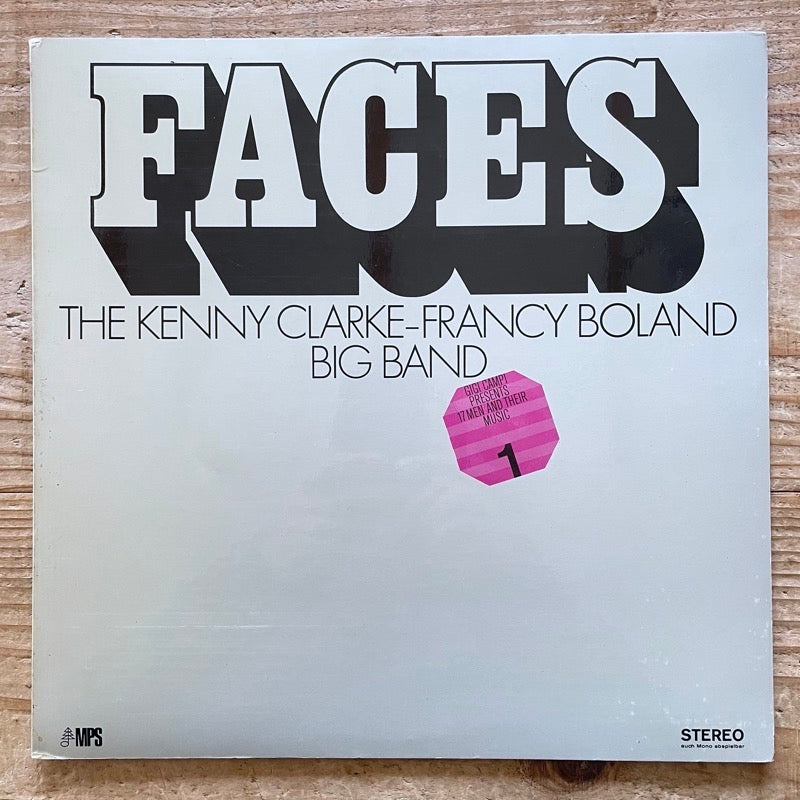 FACES
THE KENNY CLARKE-FRANCY BOLAND
BIG BAND
GIGI CAMPI
PRESENTS
17 MEN AND THEIR
MUSIC
1
MPS
STEREO
auch Mono abspielbar